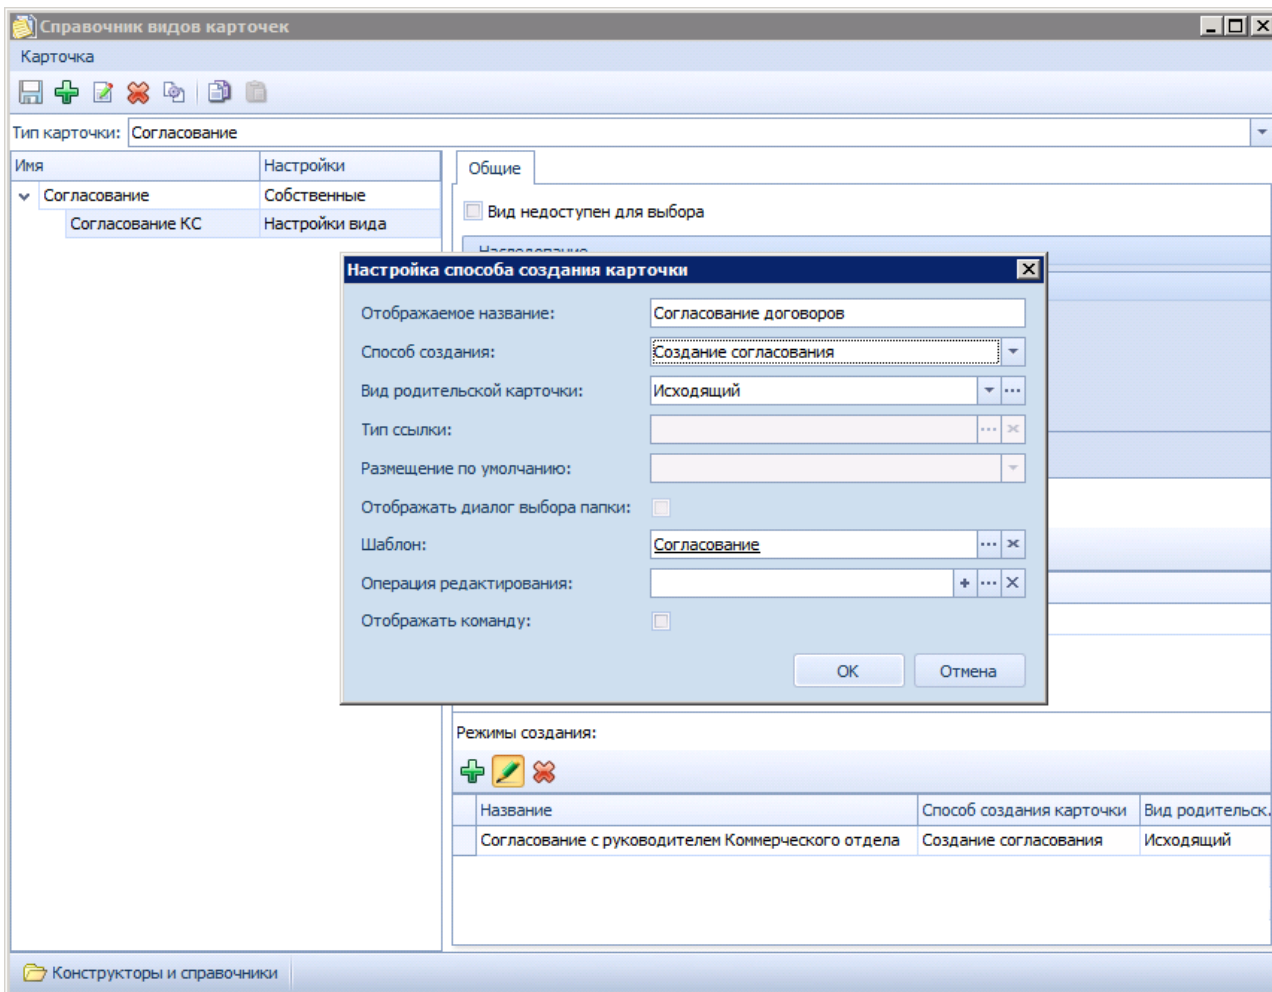 Справочник видов карточек
Карточка
Тип карточки: Согласование
Имя Настройки
Согласование Собственные
Согласование КС Настройки вида
Общие
Вид недоступен для выбора
Наследование
Настройка способа создания карточки
Отображаемое название: Согласование договоров
Способ создания: Создание согласования
Вид родительской карточки: Исходящий
Тип ссылки:
Размещение по умолчанию:
Отображать диалог выбора папки:
Шаблон: Согласование
Операция редактирования:
Отображать команду:
ОК Отмена
Режимы создания:
Название Способ создания карточки Вид родительск.
Согласование с руководителем Коммерческого отдела Создание согласования Исходящий
Конструкторы и справочники